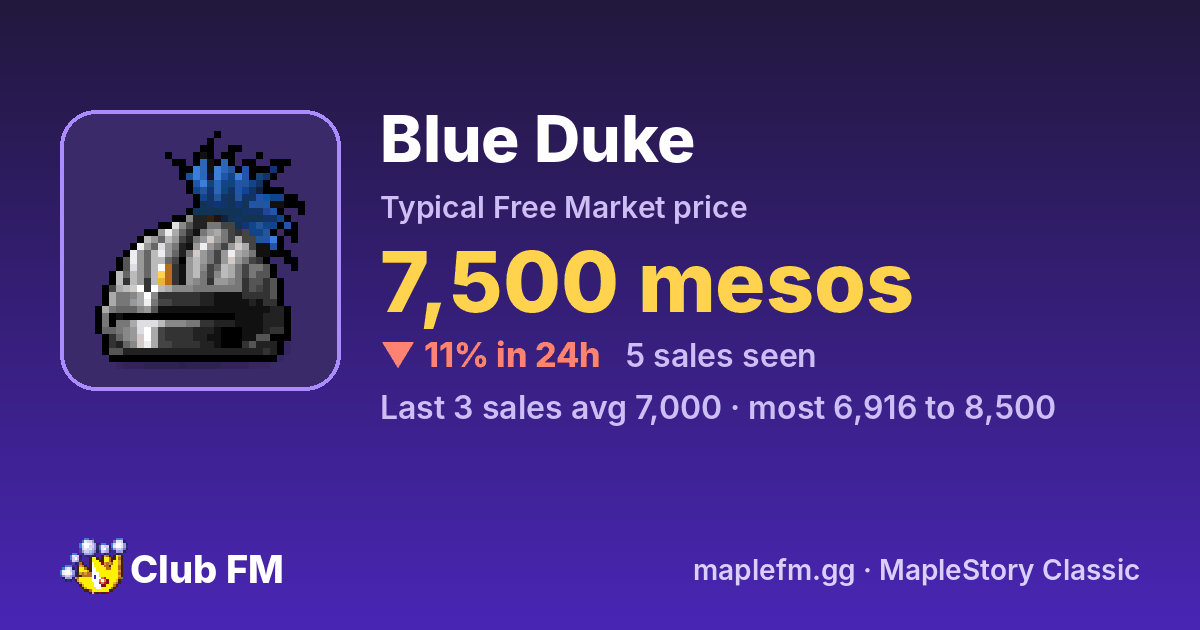 Blue Duke
Typical Free Market price
7,500 mesos
▼ 11% in 24h 5 sales seen
Last 3 sales avg 7,000 · most 6,916 to 8,500
Club FM
maplefm.gg · MapleStory Classic